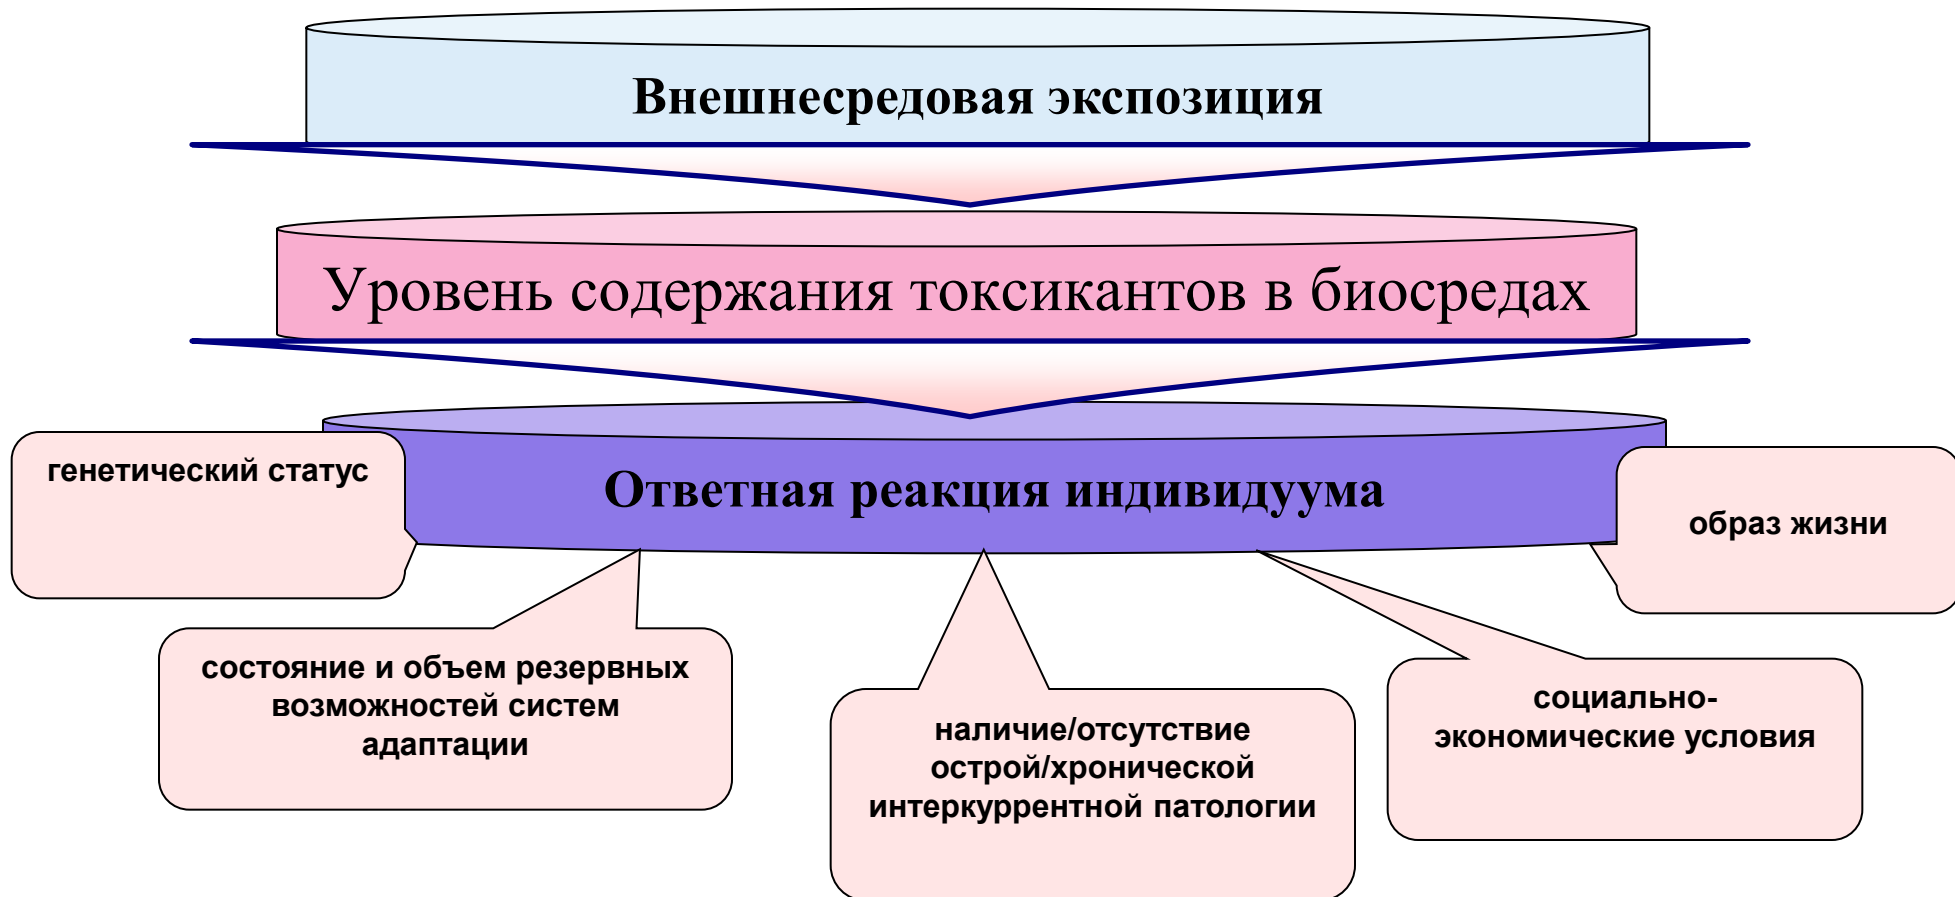 Внешнесредовая экспозиция
Уровень содержания токсикантов в биосредах
Ответная реакция индивидуума
генетический статус
образ жизни
состояние и объем резервных
возможностей систем
адаптации
наличие/отсутствие
острой/хронической
интеркуррентной патологии
социально-
экономические условия